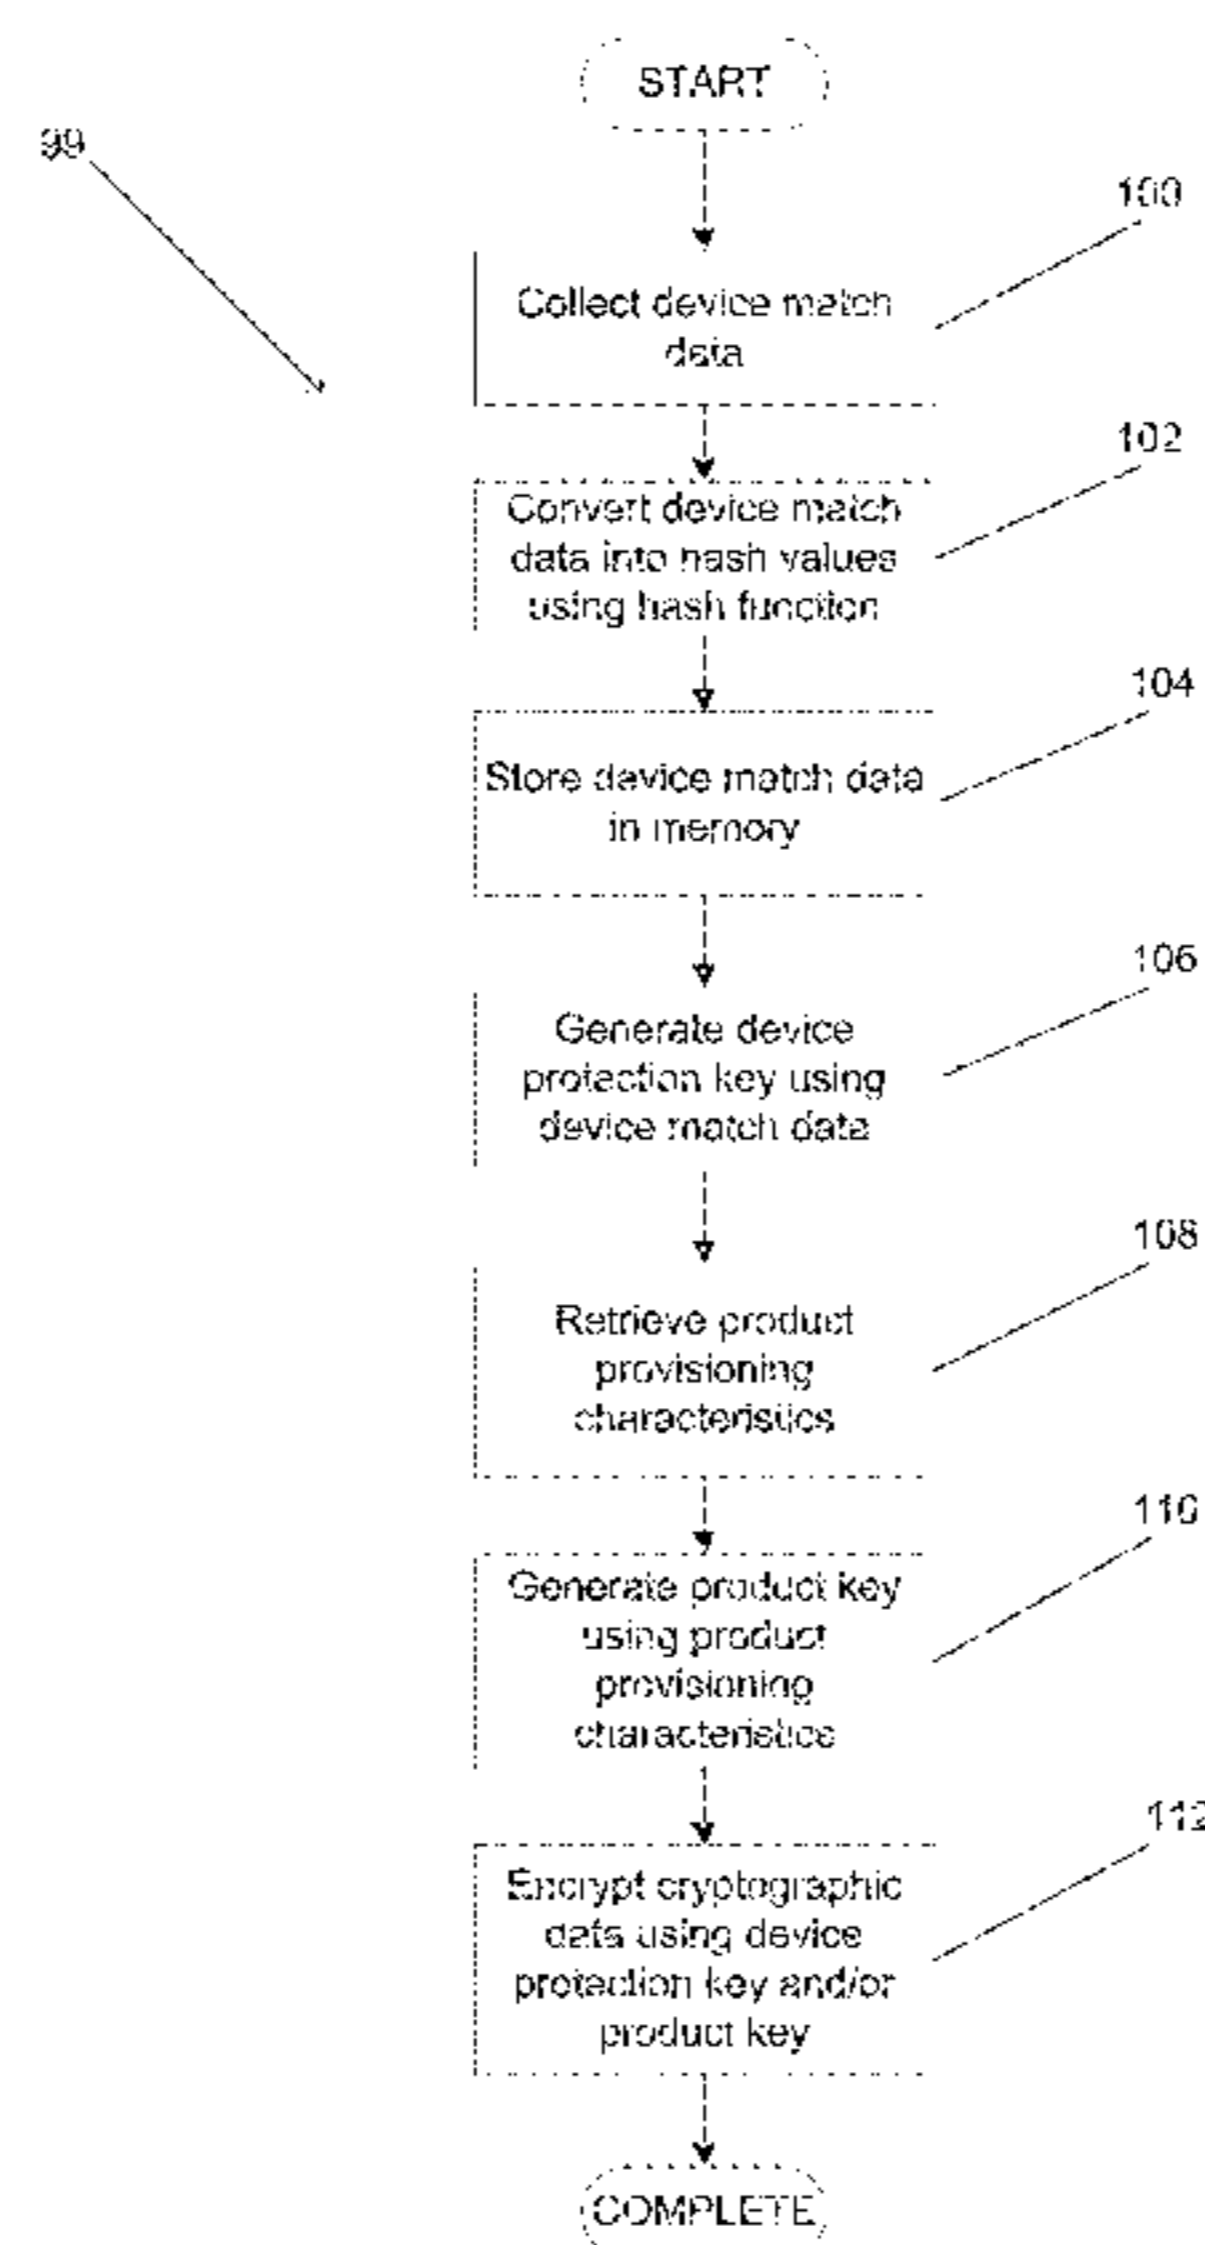 START
99
100
Collect device match
data
102
Convert device match
data into hash values
using hash function
104
Store device match data
in memory
106
Generate device
protection key using
device match data
108
Retrieve product
provisioning
characteristics
110
Generate product key
using product
provisioning
characteristics
112
Encrypt cryptographic
data using device
protection key and/or
product key
COMPLETE